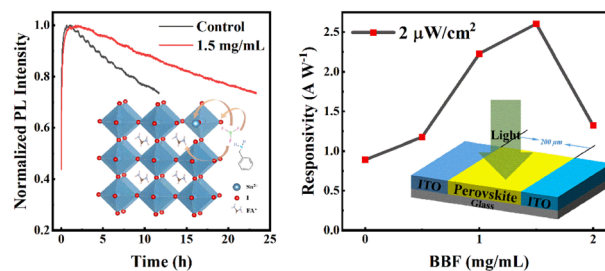 Normalized PL Intensity
1.0
0.8
0.6
0.4
0.2
Control
1.5 mg/mL
Sn²⁺
I
FA⁺
0 5 10 15 20
Time (h)
Responsivity (A W⁻¹)
2.5
2.0
1.5
1.0
0.5
0.0
2 μW/cm²
Light
200 μm
ITO
Perovskite
ITO
Glass
0 1 2
BBF (mg/mL)